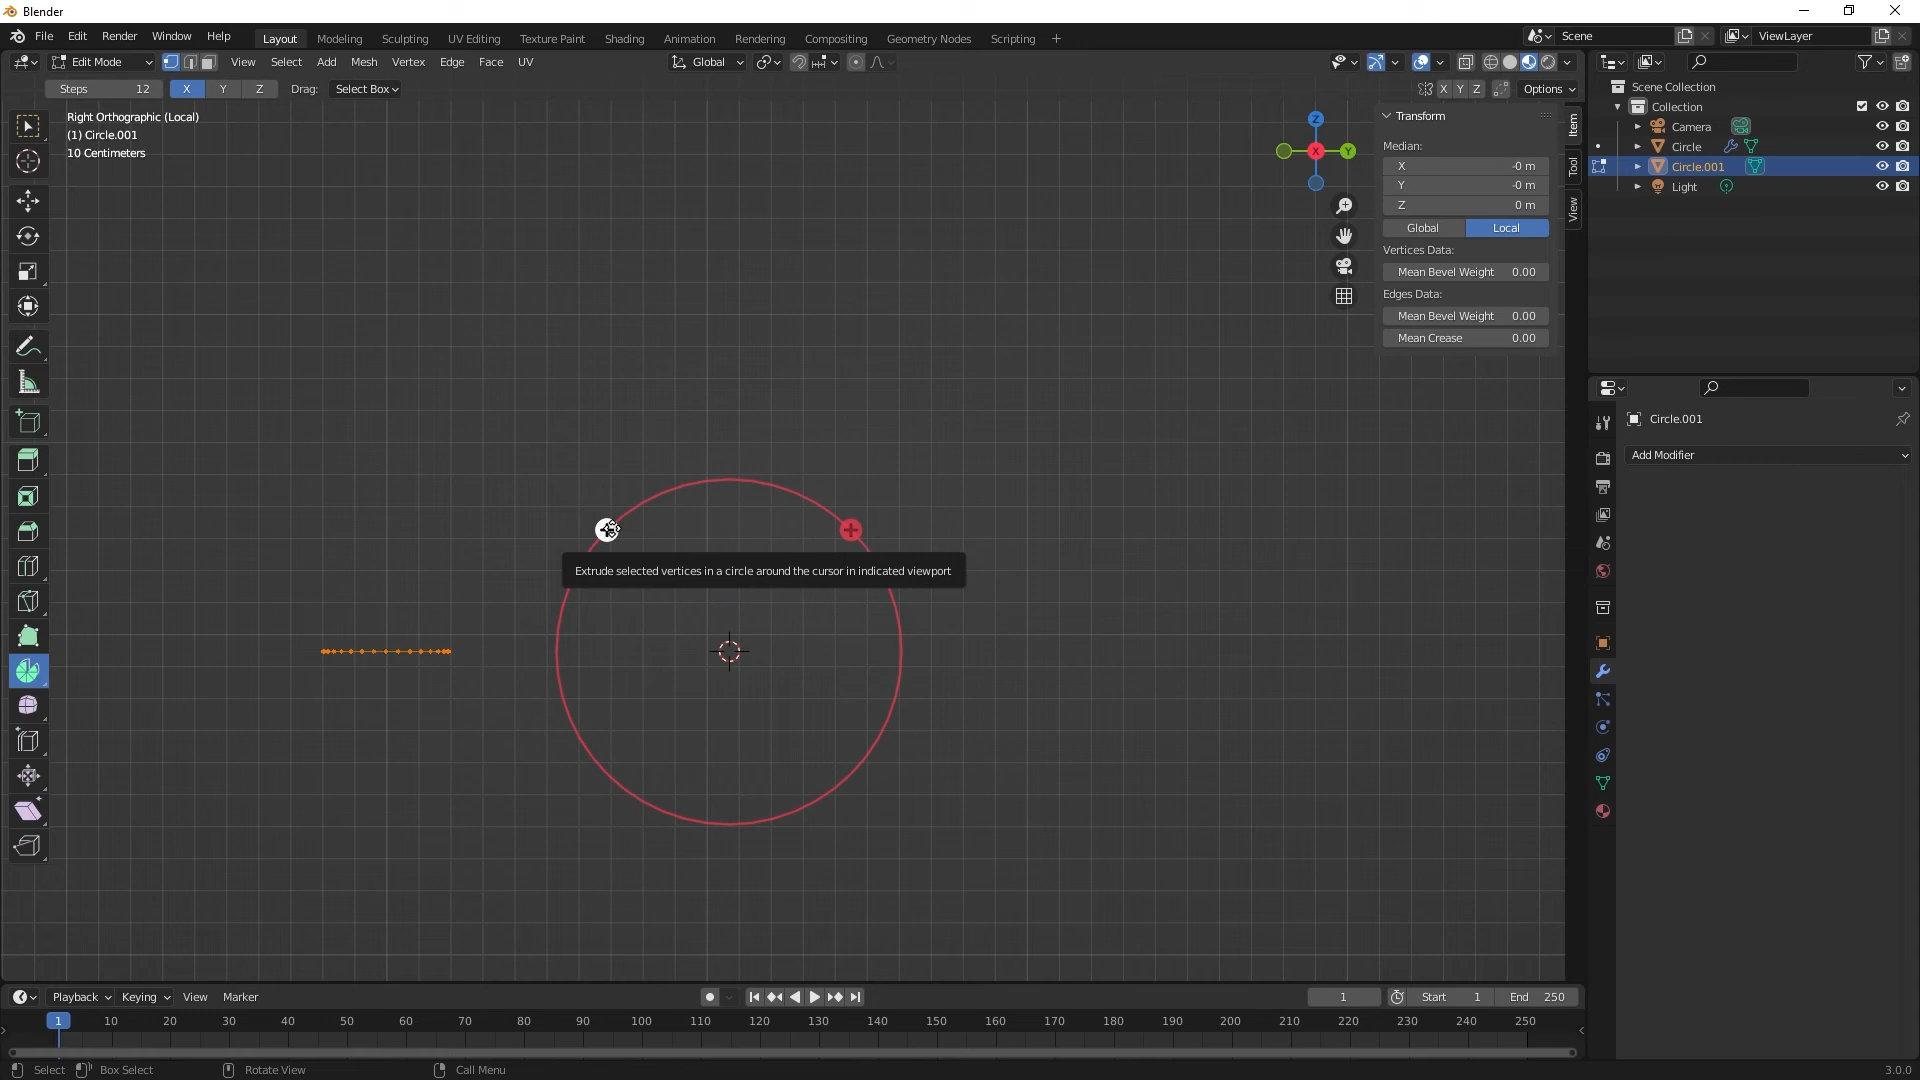 Blender
File Edit Render Window Help
Layout Modeling Sculpting UV Editing Texture Paint Shading Animation Rendering Compositing Geometry Nodes Scripting +
Scene
ViewLayer
Edit Mode View Select Add Mesh Vertex Edge Face UV
Global
Steps 12 X Y Z Drag: Select Box
X Y Z Options
Right Orthographic (Local)
(1) Circle.001
10 Centimeters
Z
X
Y
Transform
Median:
X -0 m
Y -0 m
Z 0 m
Global Local
Vertices Data:
Mean Bevel Weight 0.00
Edges Data:
Mean Bevel Weight 0.00
Mean Crease 0.00
Item
Tool
View
Scene Collection
Collection
Camera
Circle
Circle.001
Light
Circle.001
Add Modifier
Extrude selected vertices in a circle around the cursor in indicated viewport
Playback Keying View Marker
1 Start 1 End 250
1 10 20 30 40 50 60 70 80 90 100 110 120 130 140 150 160 170 180 190 200 210 220 230 240 250
Select Box Select Rotate View Call Menu
3.0.0